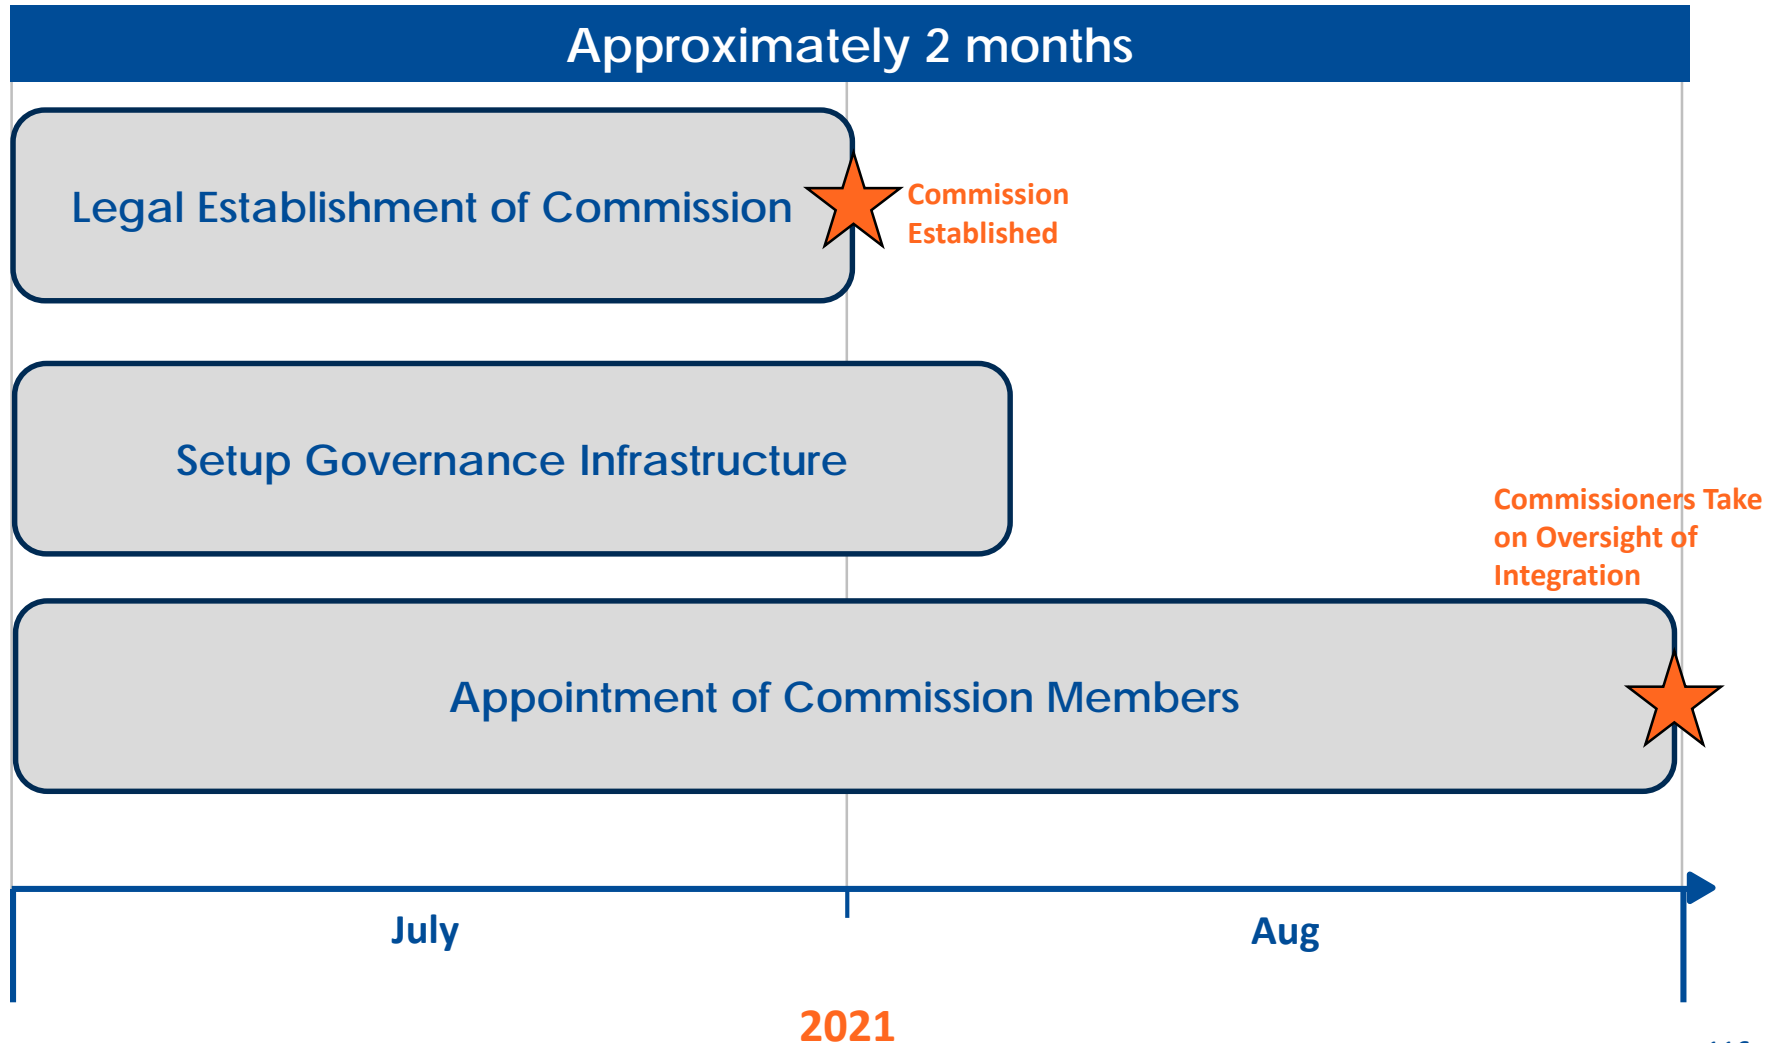 Approximately 2 months
Legal Establishment of Commission
Commission
Established
Setup Governance Infrastructure
Commissioners Take
on Oversight of
Integration
Appointment of Commission Members
July
Aug
2021